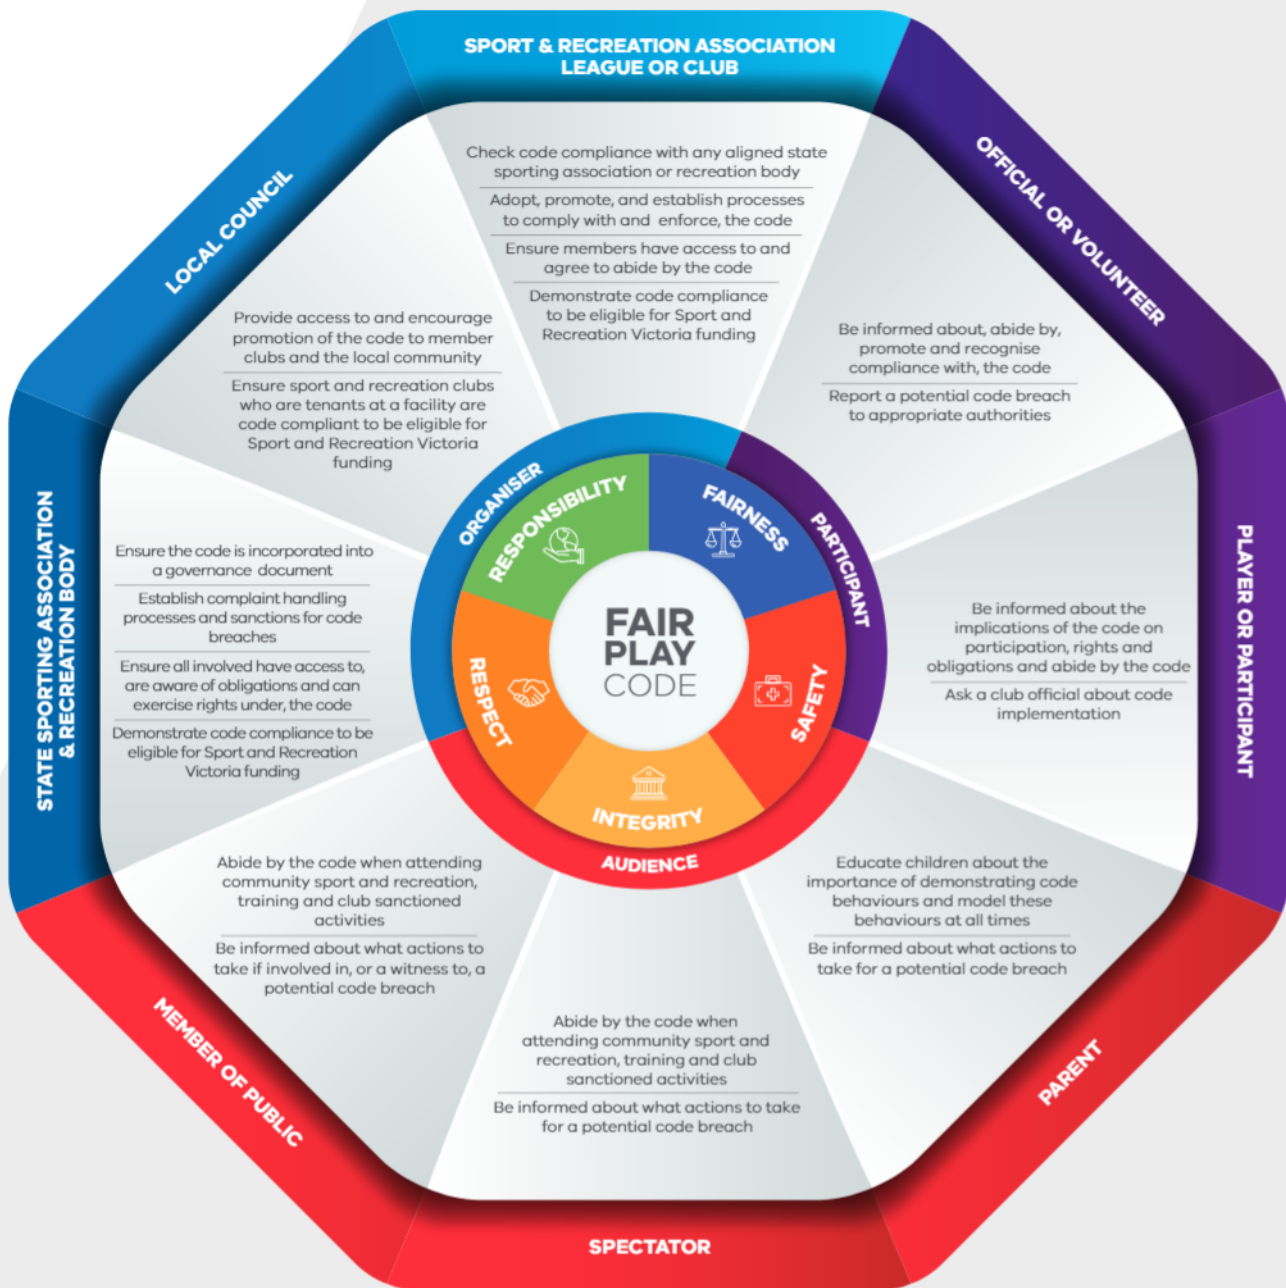 SPORT & RECREATION ASSOCIATION
LEAGUE OR CLUB
Check code compliance with any aligned state
sporting association or recreation body
Adopt, promote, and establish processes
to comply with and enforce, the code
Ensure members have access to and
agree to abide by the code
Demonstrate code compliance
to be eligible for Sport and
Recreation Victoria funding
OFFICIAL OR VOLUNTEER
Be informed about, abide by,
promote and recognise
compliance with, the code
Report a potential code breach
to appropriate authorities
PLAYER OR PARTICIPANT
Be informed about the
implications of the code on
participation, rights and
obligations and abide by the code
Ask a club official about code
implementation
PARENT
Educate children about the
importance of demonstrating code
behaviours and model these
behaviours at all times
Be informed about what actions to
take for a potential code breach
SPECTATOR
Abide by the code when
attending community sport and
recreation, training and club
sanctioned activities
Be informed about what actions to take
for a potential code breach
MEMBER OF PUBLIC
Abide by the code when attending
community sport and recreation,
training and club sanctioned
activities
Be informed about what actions to
take if involved in, or a witness to, a
potential code breach
STATE SPORTING ASSOCIATION
& RECREATION BODY
Ensure the code is incorporated into
a governance document
Establish complaint handling
processes and sanctions for code
breaches
Ensure all involved have access to,
are aware of obligations and can
exercise rights under, the code
Demonstrate code compliance to be
eligible for Sport and Recreation
Victoria funding
LOCAL COUNCIL
Provide access to and encourage
promotion of the code to member
clubs and the local community
Ensure sport and recreation clubs
who are tenants at a facility are
code compliant to be eligible for
Sport and Recreation Victoria
funding
ORGANISER
PARTICIPANT
AUDIENCE
RESPONSIBILITY
FAIRNESS
SAFETY
INTEGRITY
RESPECT
FAIR
PLAY
CODE